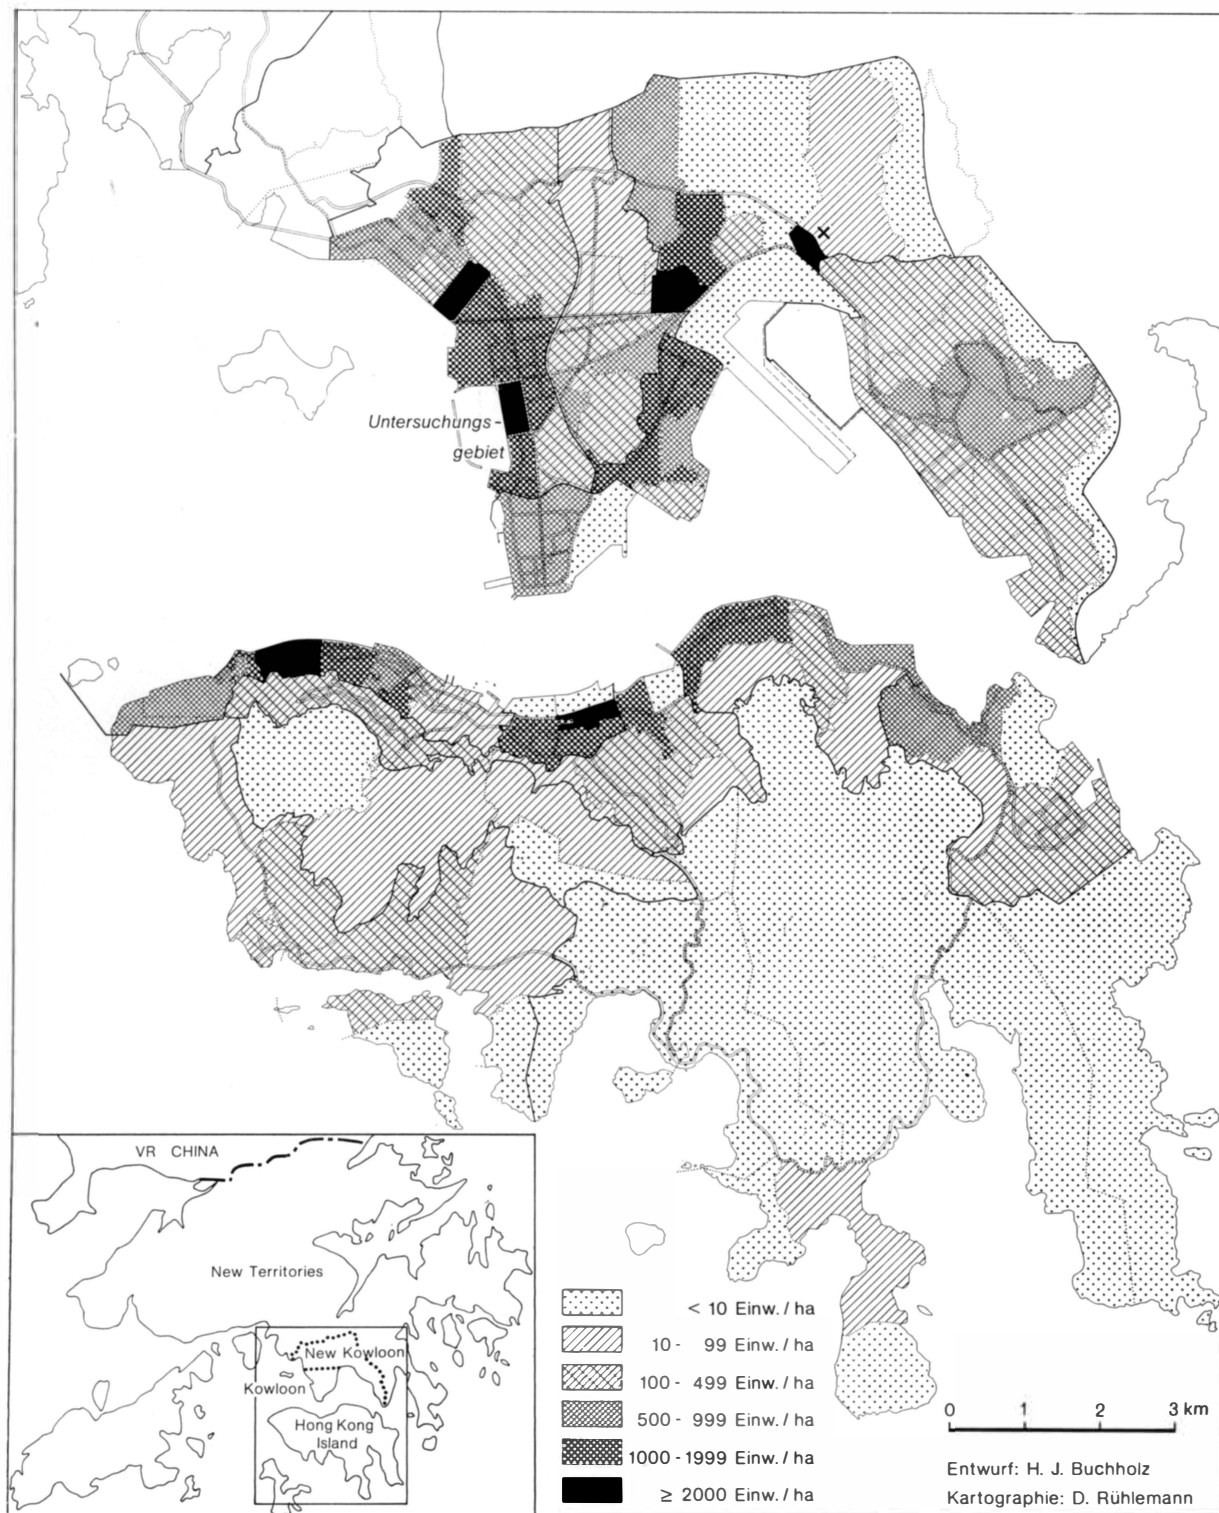 ×
Untersuchungs-
gebiet
VR CHINA
New Territories
New Kowloon
Kowloon
Hong Kong
Island
< 10 Einw./ha
10 - 99 Einw./ha
100 - 499 Einw./ha
500 - 999 Einw./ha
1000 - 1999 Einw./ha
≥ 2000 Einw./ha
0 1 2 3 km
Entwurf: H. J. Buchholz
Kartographie: D. Rühlemann